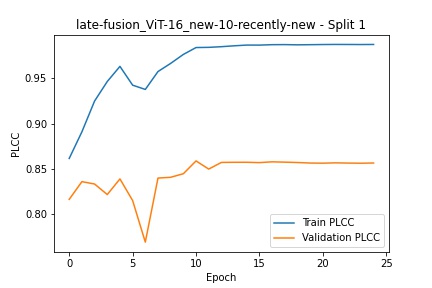 late-fusion_ViT-16_new-10-recently-new - Split 1
PLCC
0.95
0.90
0.85
0.80
Train PLCC
Validation PLCC
0 5 10 15 20 25
Epoch